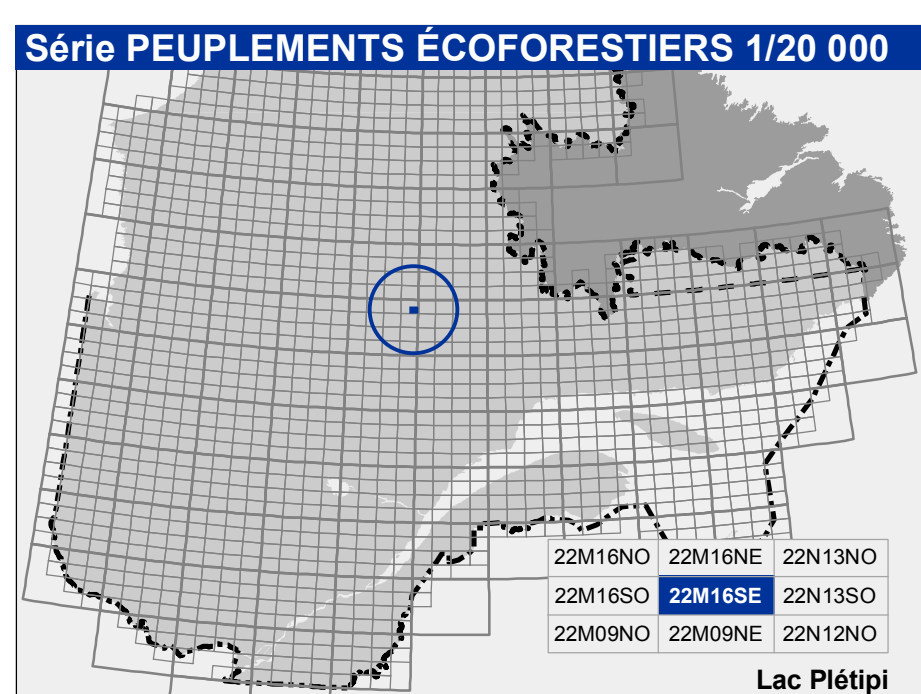 Série PEUPLEMENTS ÉCOFORESTIERS 1/20 000
22M16NO 22M16NE 22N13NO
22M16SO 22M16SE 22N13SO
22M09NO 22M09NE 22N12NO
Lac Plétipi